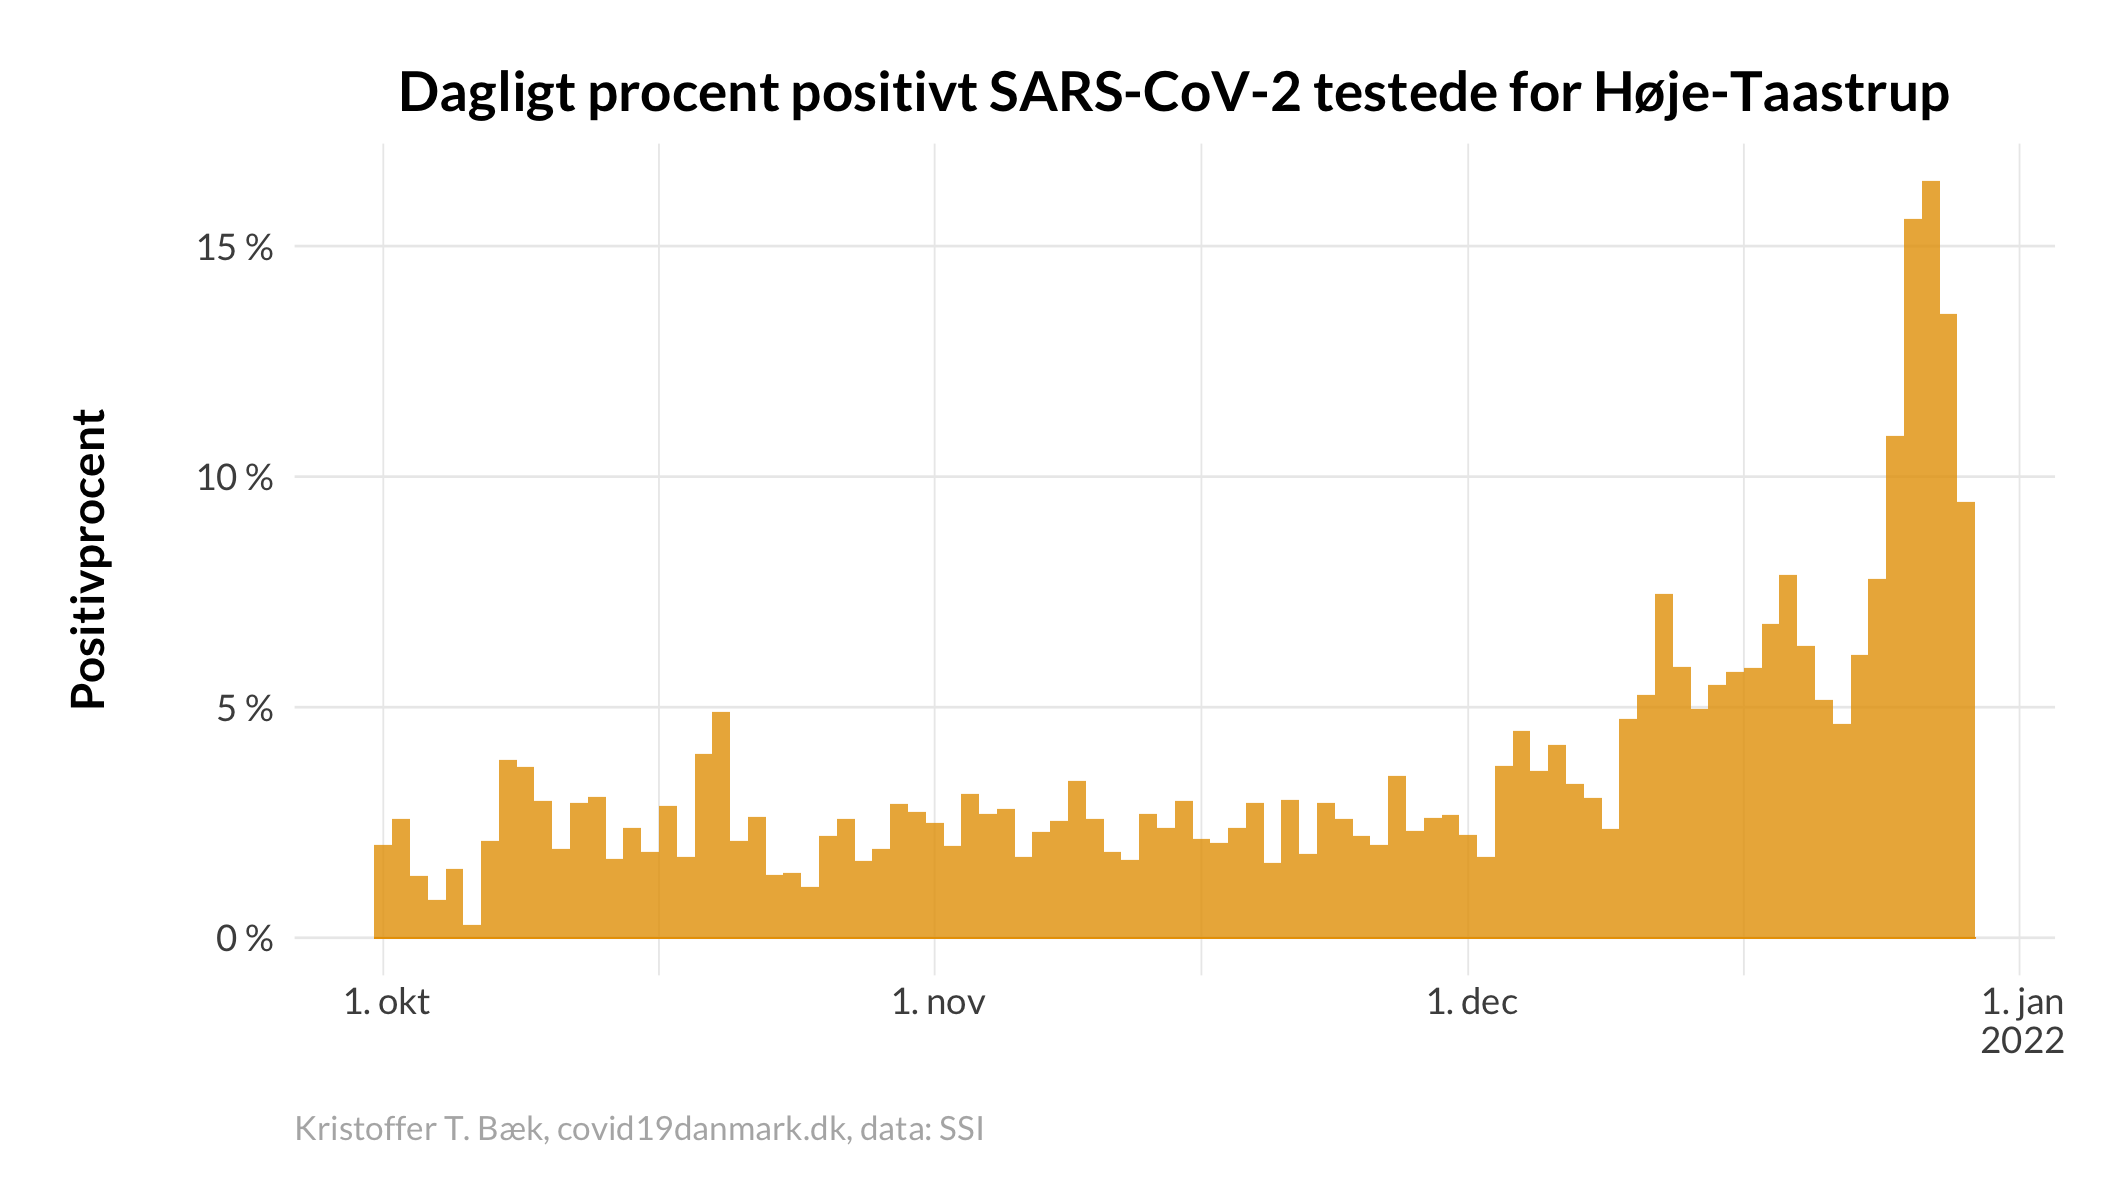 Dagligt procent positivt SARS-CoV-2 testede for Høje-Taastrup
Positivprocent
15 %
10 %
5 %
0 %
1. okt
1. nov
1. dec
1. jan
2022
Kristoffer T. Bæk, covid19danmark.dk, data: SSI